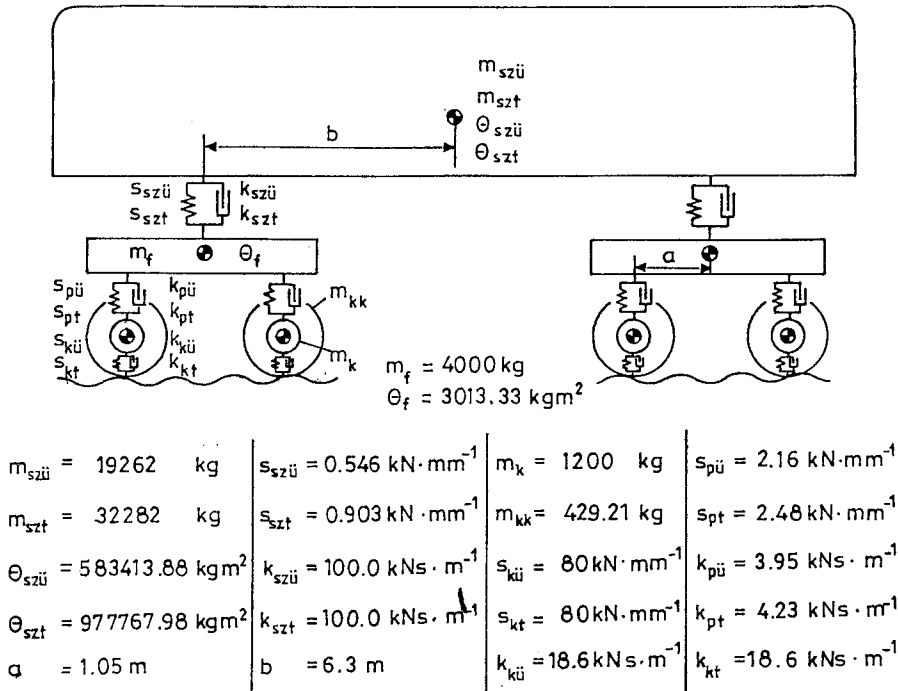 m_szü
m_szt
Θ_szü
Θ_szt
b
s_szü k_szü
s_szt k_szt
m_f Θ_f
a
s_pü k_pü
s_pt k_pt
s_kü k_kü
s_kt k_kt
m_kk
m_k
m_f = 4000 kg
Θ_f = 3013.33 kgm²
m_szü = 19262 kg
m_szt = 32282 kg
Θ_szü = 583413.88 kgm²
Θ_szt = 977767.98 kgm²
a = 1.05 m
s_szü = 0.546 kN·mm⁻¹
s_szt = 0.903 kN·mm⁻¹
k_szü = 100.0 kNs·m⁻¹
k_szt = 100.0 kNs·m⁻¹
b = 6.3 m
m_k = 1200 kg
m_kk = 429.21 kg
s_kü = 80 kN·mm⁻¹
s_kt = 80 kN·mm⁻¹
k_kü = 18.6 kNs·m⁻¹
s_pü = 2.16 kN·mm⁻¹
s_pt = 2.48 kN·mm⁻¹
k_pü = 3.95 kNs·m⁻¹
k_pt = 4.23 kNs·m⁻¹
k_kt = 18.6 kNs·m⁻¹